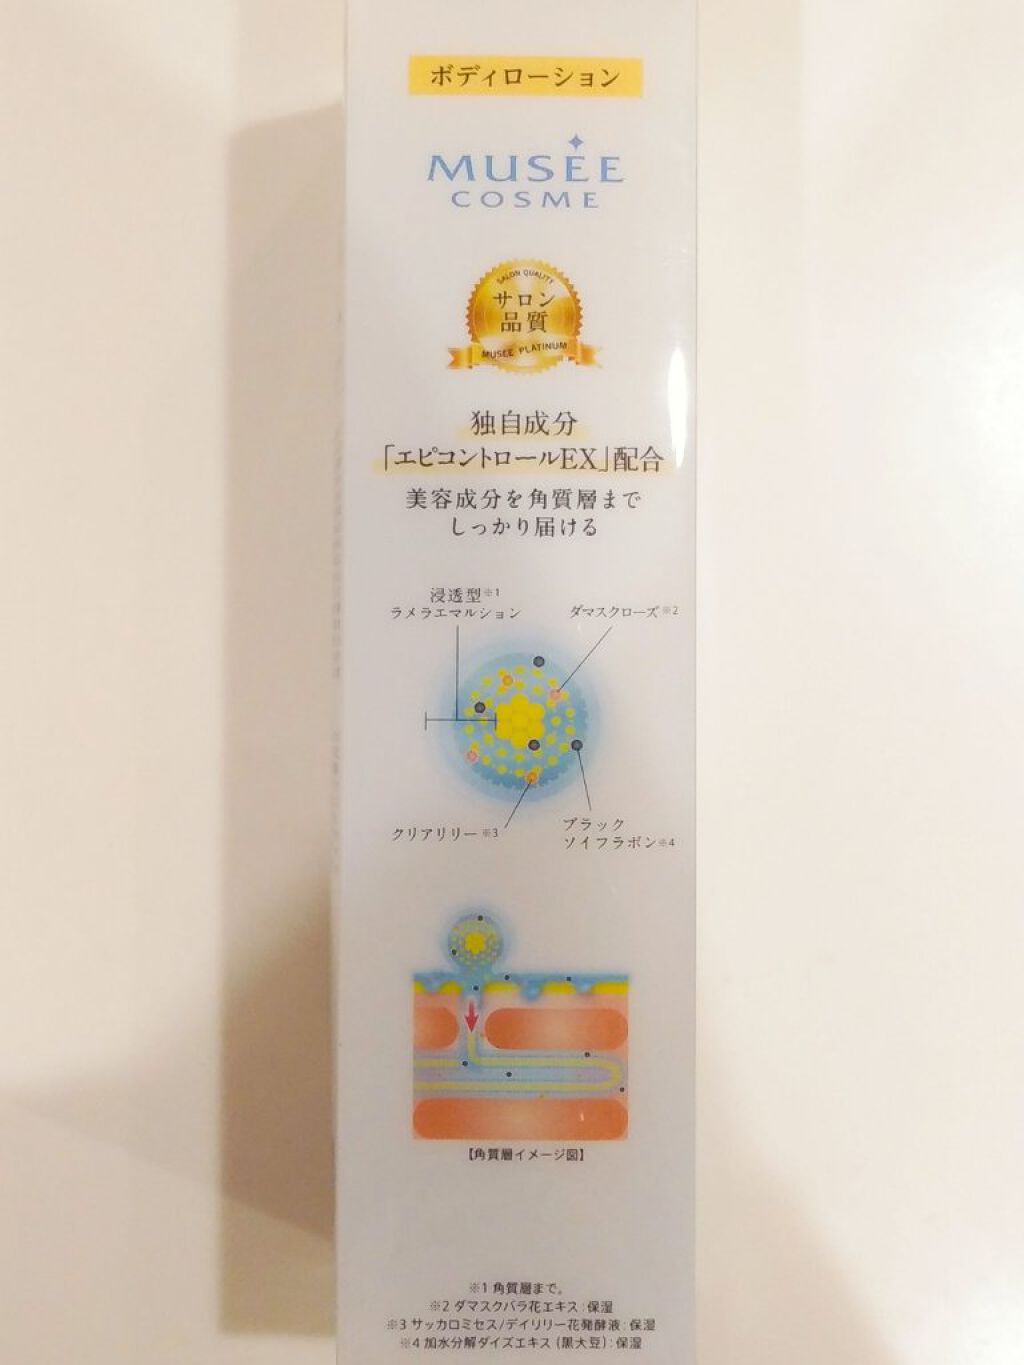 ボディローション
MUSÉE
COSME
SALON QUALITY
サロン
品質
MUSEE PLATINUM
独自成分
「エピコントロールEX」配合
美容成分を角質層まで
しっかり届ける
浸透型※1
ラメラエマルション
ダマスクローズ※2
クリアリリー※3
ブラック
ソイフラボン※4
【角質層イメージ図】
※1 角質層まで。
※2 ダマスクバラ花エキス：保湿
※3 サッカロミセス/デイリリー花発酵液：保湿
※4 加水分解ダイズエキス（黒大豆）：保湿